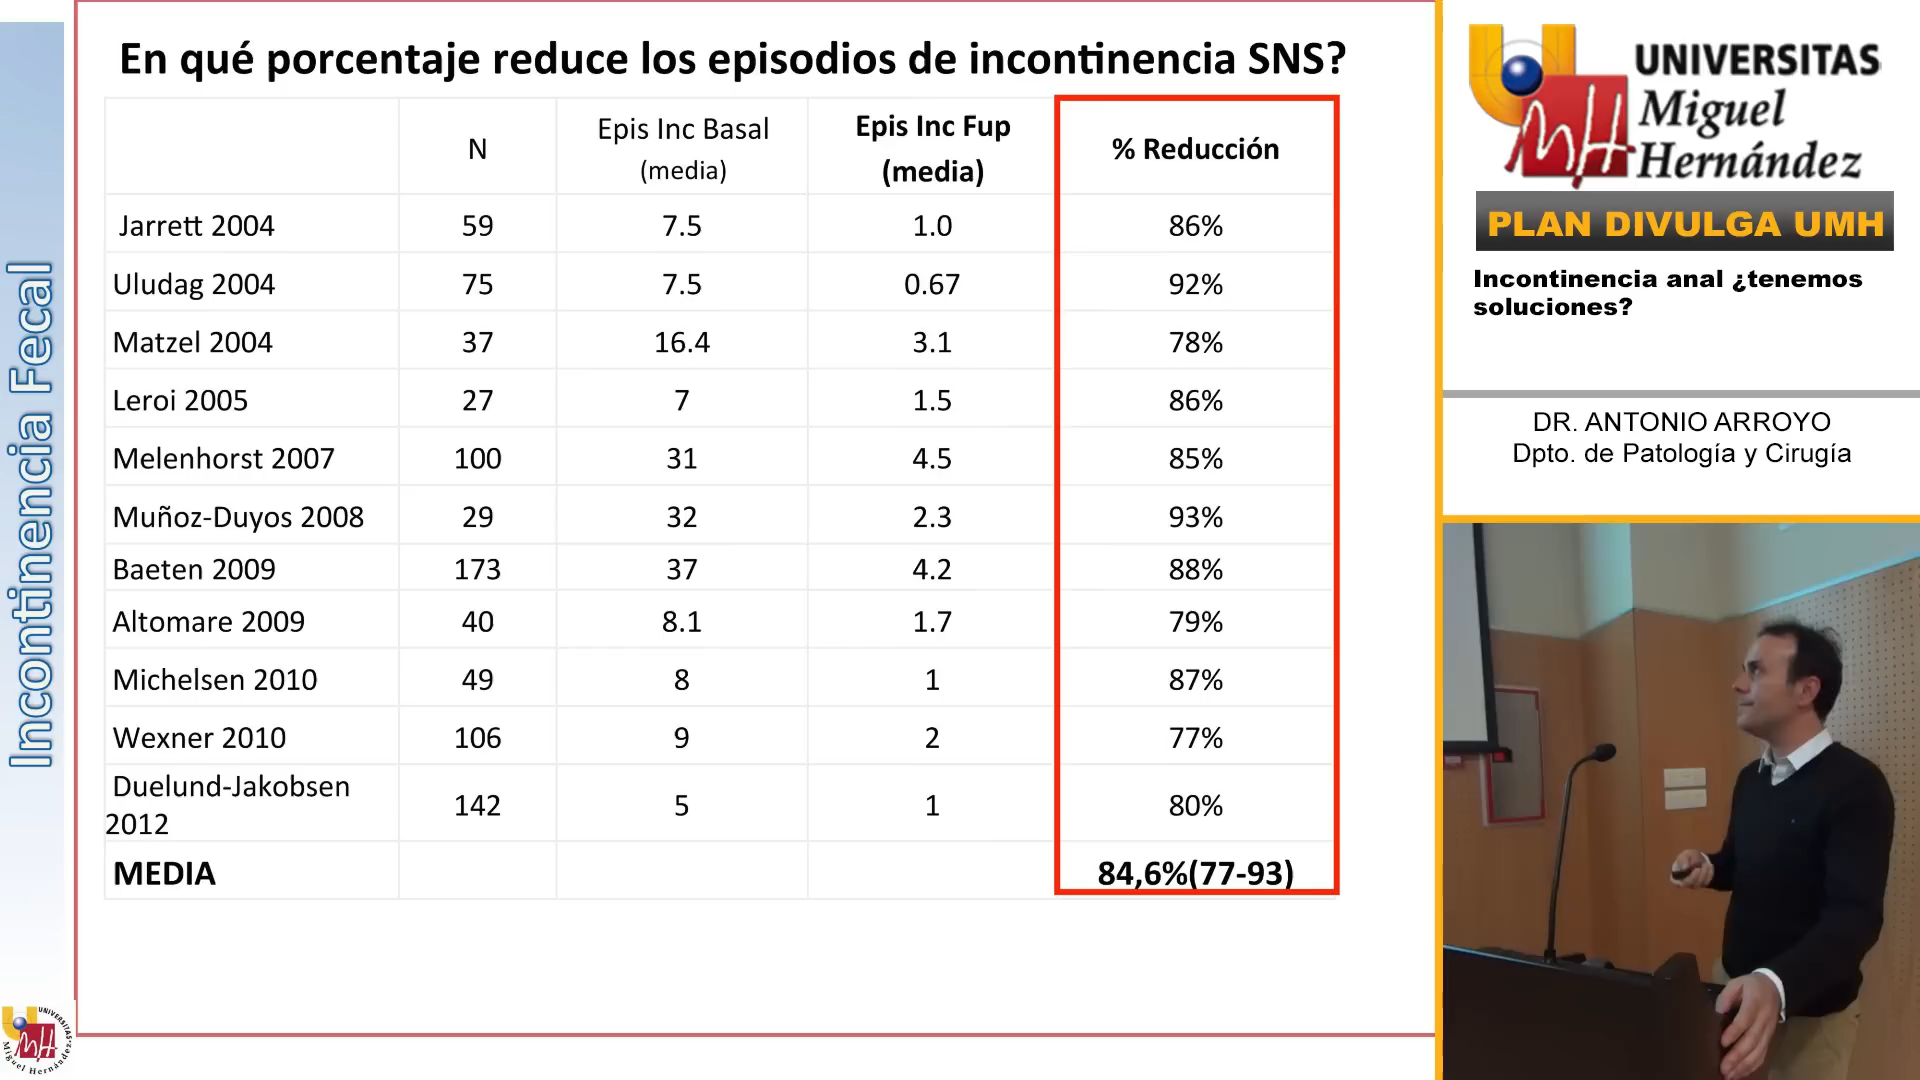 Incontinencia Fecal
En qué porcentaje reduce los episodios de incontinencia SNS?
N Epis Inc Basal (media) Epis Inc Fup (media) % Reducción
Jarrett 2004 59 7.5 1.0 86%
Uludag 2004 75 7.5 0.67 92%
Matzel 2004 37 16.4 3.1 78%
Leroi 2005 27 7 1.5 86%
Melenhorst 2007 100 31 4.5 85%
Muñoz-Duyos 2008 29 32 2.3 93%
Baeten 2009 173 37 4.2 88%
Altomare 2009 40 8.1 1.7 79%
Michelsen 2010 49 8 1 87%
Wexner 2010 106 9 2 77%
Duelund-Jakobsen 2012 142 5 1 80%
MEDIA 84,6%(77-93)
UNIVERSITAS
Miguel
Hernández
PLAN DIVULGA UMH
Incontinencia anal ¿tenemos
soluciones?
DR. ANTONIO ARROYO
Dpto. de Patología y Cirugía
UNIVERSITAS Miguel Hernández